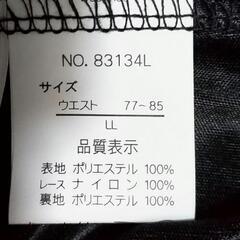 NO. 83134L
サイズ
ウエスト 77~85
LL
品質表示
表地 ポリエステル 100%
レース ナイロン 100%
裏地 ポリエステル 100%